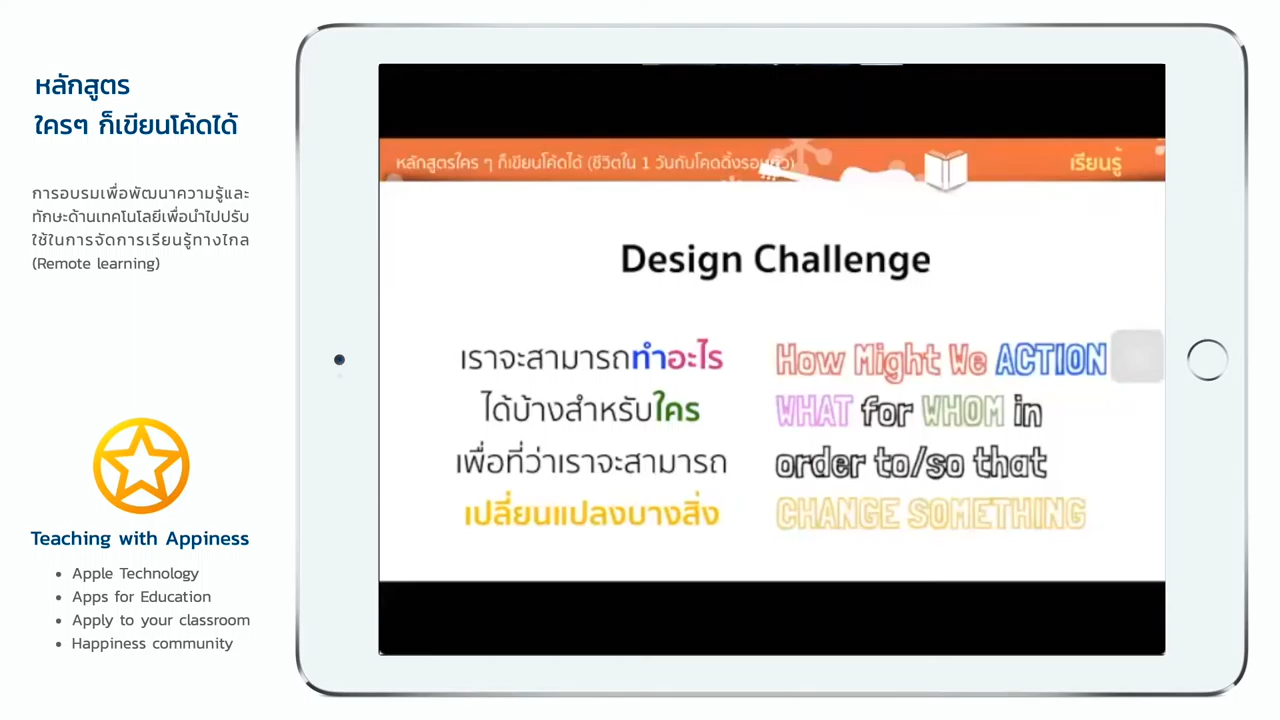 หลักสูตร
ใครๆ ก็เขียนโค้ดได้
การอบรมเพื่อพัฒนาความรู้และ
ทักษะด้านเทคโนโลยีเพื่อนำไปปรับ
ใช้ในการจัดการเรียนรู้ทางไกล
(Remote learning)
Teaching with Appiness
• Apple Technology
• Apps for Education
• Apply to your classroom
• Happiness community
หลักสูตรใคร ๆ ก็เขียนโค้ดได้ (ชีวิตใน 1 วันกับโคดดิ้งรอบตัว)
เรียนรู้
Design Challenge
เราจะสามารถทำอะไร
ได้บ้างสำหรับใคร
เพื่อที่ว่าเราจะสามารถ
เปลี่ยนแปลงบางสิ่ง
How Might We ACTION
WHAT for WHOM in
order to/so that
CHANGE SOMETHING